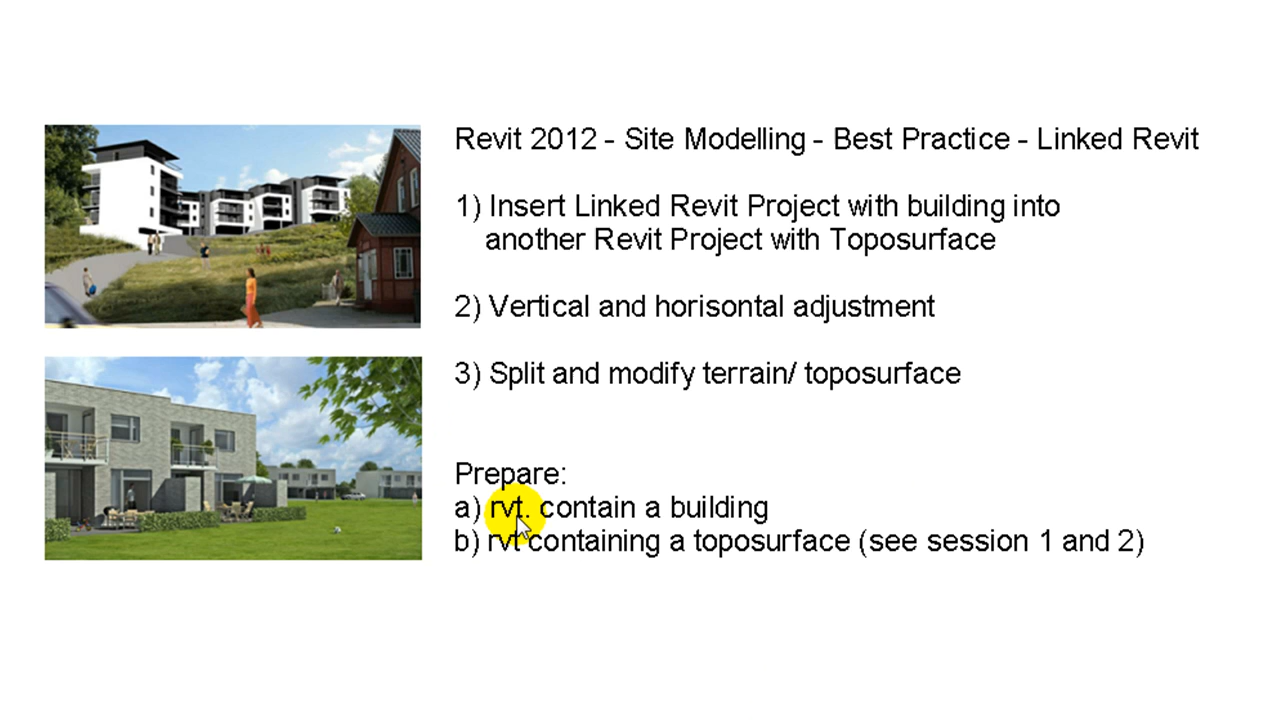 Revit 2012 - Site Modelling - Best Practice - Linked Revit
1) Insert Linked Revit Project with building into
another Revit Project with Toposurface
2) Vertical and horisontal adjustment
3) Split and modify terrain/ toposurface
Prepare:
a) rvt. contain a building
b) rvt containing a toposurface (see session 1 and 2)